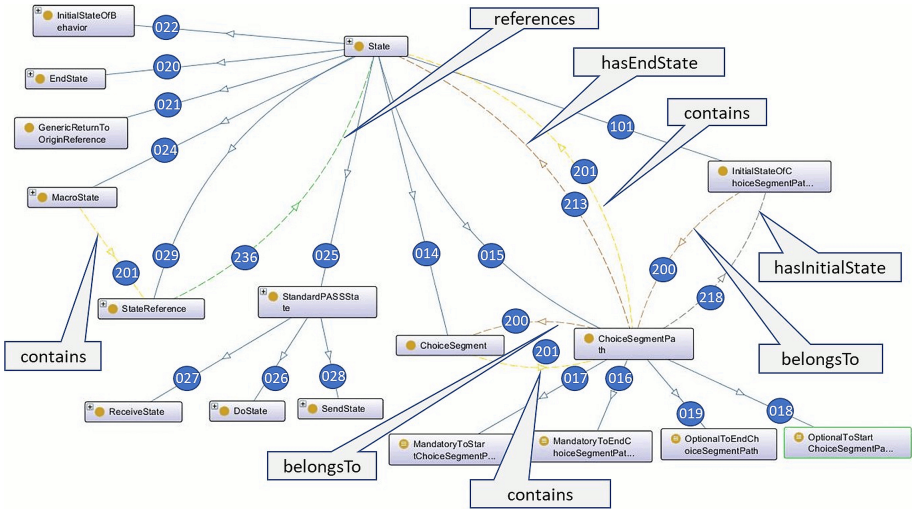 references
InitialStateOfB
ehavior
022
State
hasEndState
020
EndState
021
contains
GenericReturnTo
OriginReference
024
101
201
InitialStateOfC
hoiceSegmentPat...
MacroState
213
029
236
025
014
015
201
200
hasInitialState
218
StateReference
StandardPASSSta
te
200
ChoiceSegment
ChoiceSegmentPa
th
contains
201
belongsTo
027
026
028
017
016
019
018
ReceiveState
DoState
SendState
MandatoryToStar
tChoiceSegmentP...
MandatoryToEndC
hoiceSegmentPat...
OptionalToEndCh
oiceSegmentPath
OptionalToStart
ChoiceSegmentPa...
belongsTo
contains